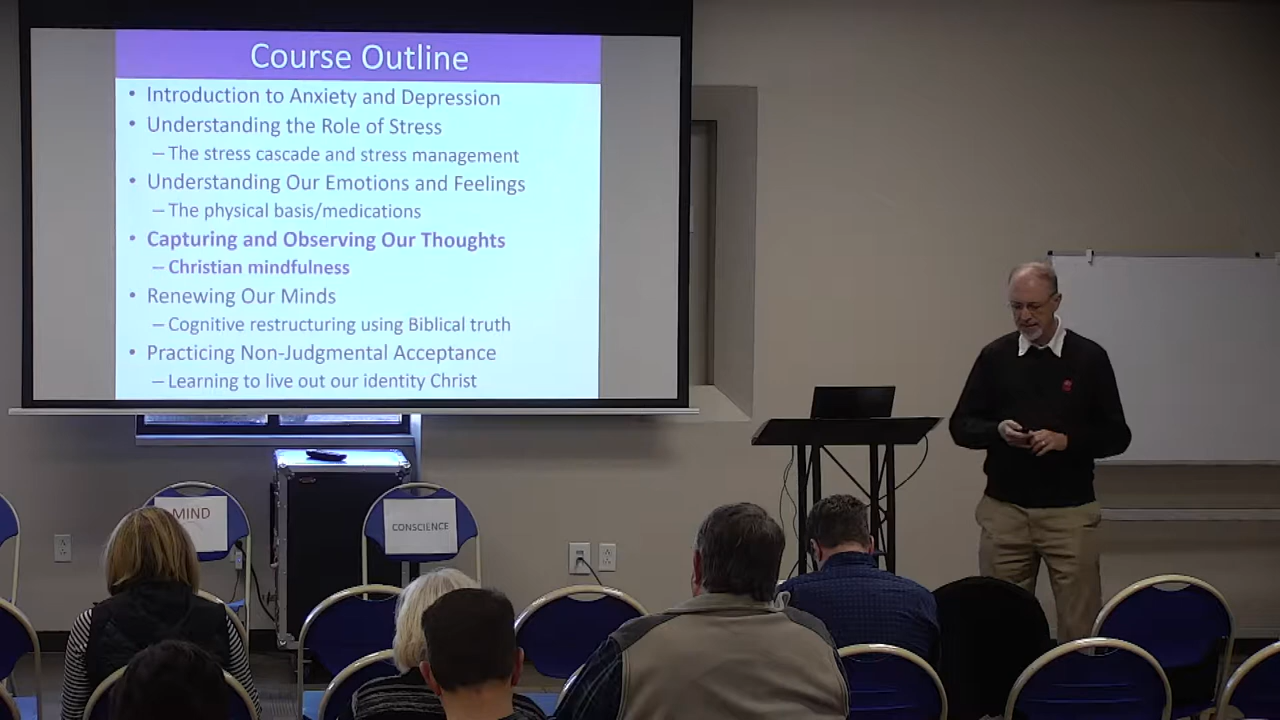 Course Outline
• Introduction to Anxiety and Depression
• Understanding the Role of Stress
– The stress cascade and stress management
• Understanding Our Emotions and Feelings
– The physical basis/medications
• Capturing and Observing Our Thoughts
– Christian mindfulness
• Renewing Our Minds
– Cognitive restructuring using Biblical truth
• Practicing Non-Judgmental Acceptance
– Learning to live out our identity Christ
MIND
CONSCIENCE